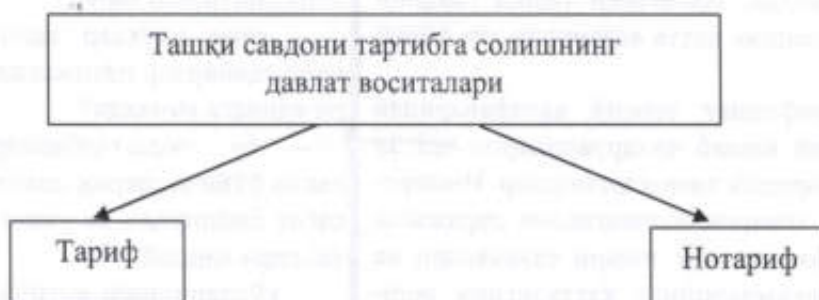 Ташқи савдони тартибга солишнинг
давлат воситалари
Тариф
Нотариф